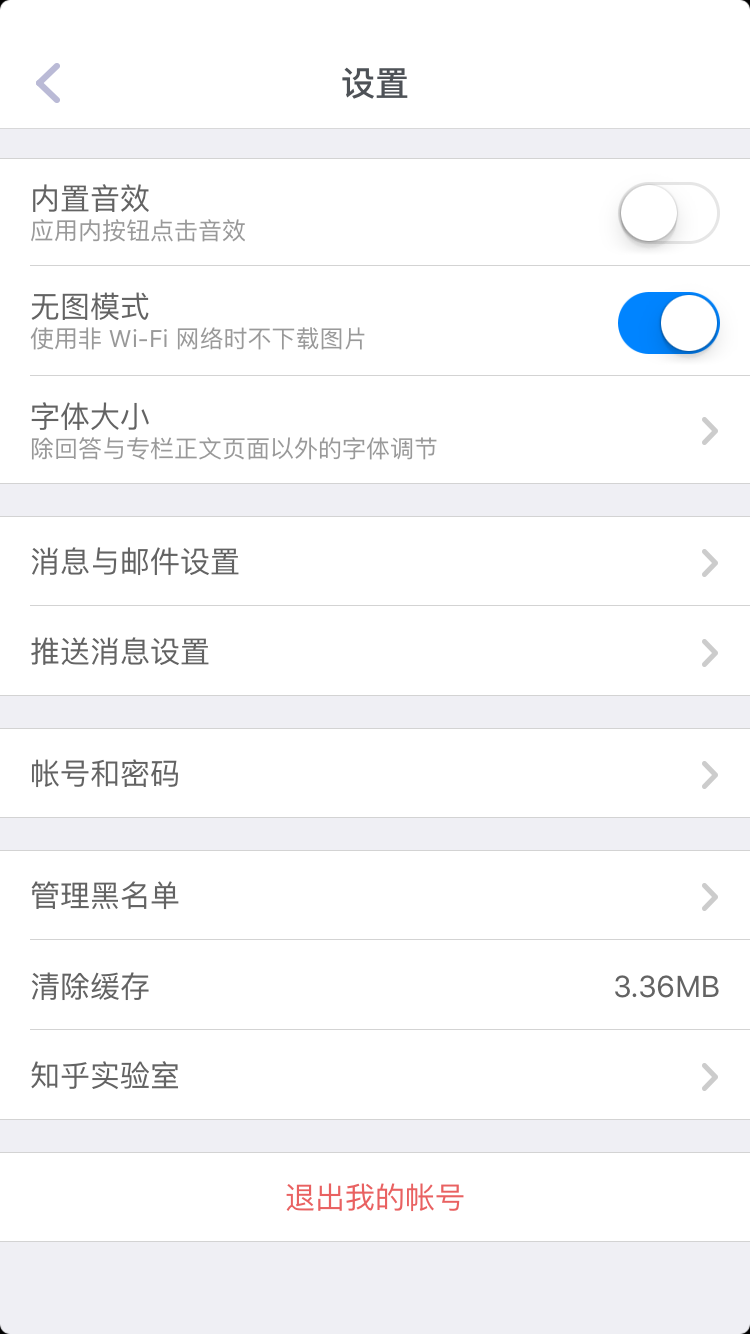 设置
内置音效
应用内按钮点击音效
无图模式
使用非 Wi-Fi 网络时不下载图片
字体大小
除回答与专栏正文页面以外的字体调节
消息与邮件设置
推送消息设置
帐号和密码
管理黑名单
清除缓存 3.36MB
知乎实验室
退出我的帐号